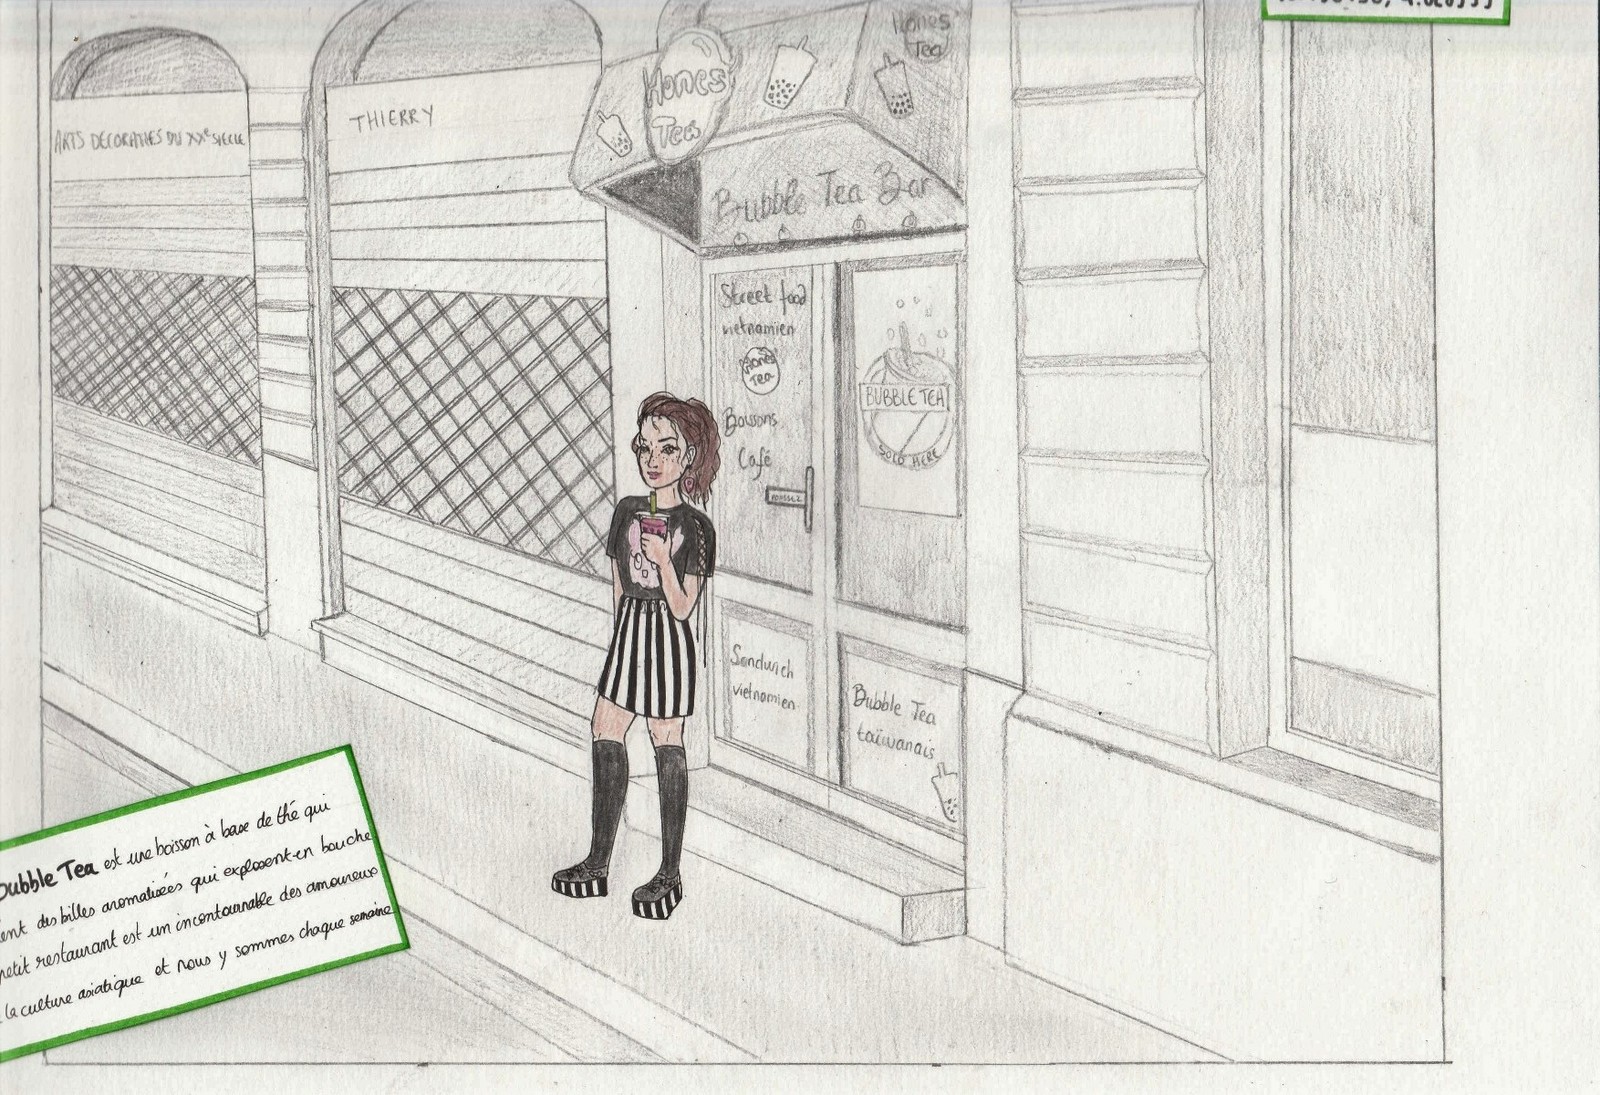 ARTS DECORATIFS DU XXe SIECLE
THIERRY
Hones
Tea
Hones
Tea
Bubble Tea Bar
Street food
vietnamien
Hones
Tea
Boissons
Café
POUSSEZ
BUBBLE TEA
SOLD HERE
Sandwich
vietnamien
Bubble Tea
taïwanais
Bubble Tea est une boisson à base de thé qui
des billes aromatisées qui explosent en bouche
petit restaurant est un incontournable des amoureux
la culture asiatique et nous y sommes chaque semaine